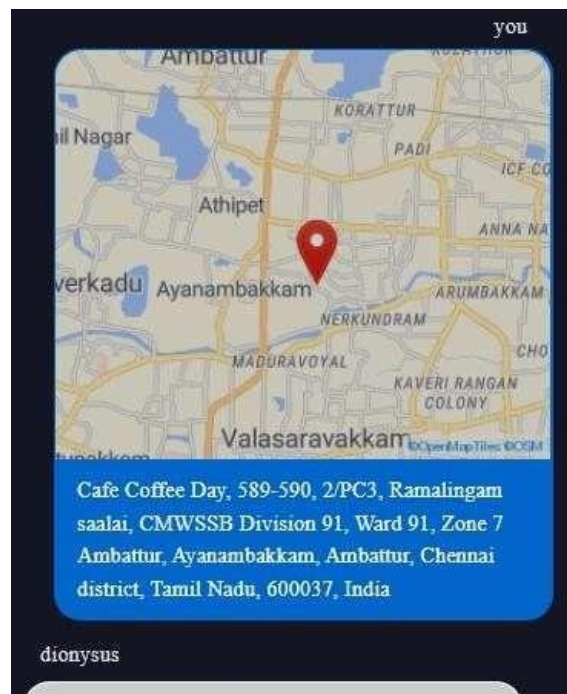 you
Ambattur
KORATTUR
il Nagar
PADI
ICF CO
Athipet
ANNA NA
verkadu
Ayanambakkam
ARUMBAKKAM
NERKUNDRAM
MADURAVOYAL
CHO
KAVERI RANGAN
COLONY
Valasaravakkam
©OpenMapTiles ©OSM
Cafe Coffee Day, 589-590, 2/PC3, Ramalingam
saalai, CMWSSB Division 91, Ward 91, Zone 7
Ambattur, Ayanambakkam, Ambattur, Chennai
district, Tamil Nadu, 600037, India
dionysus